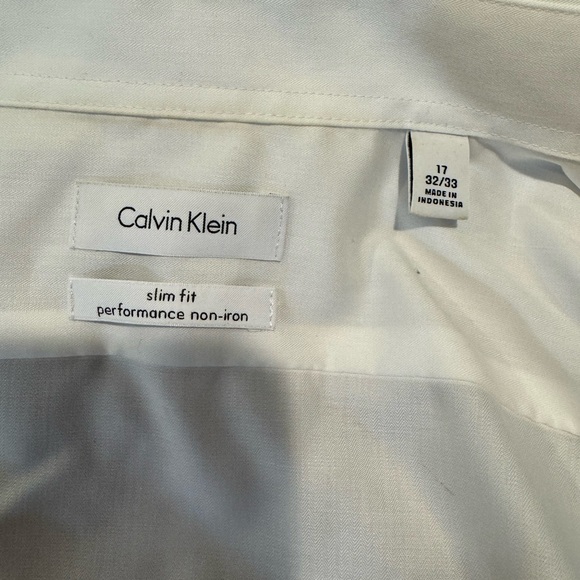 Calvin Klein
slim fit
performance non-iron
17
32/33
MADE IN
INDONESIA